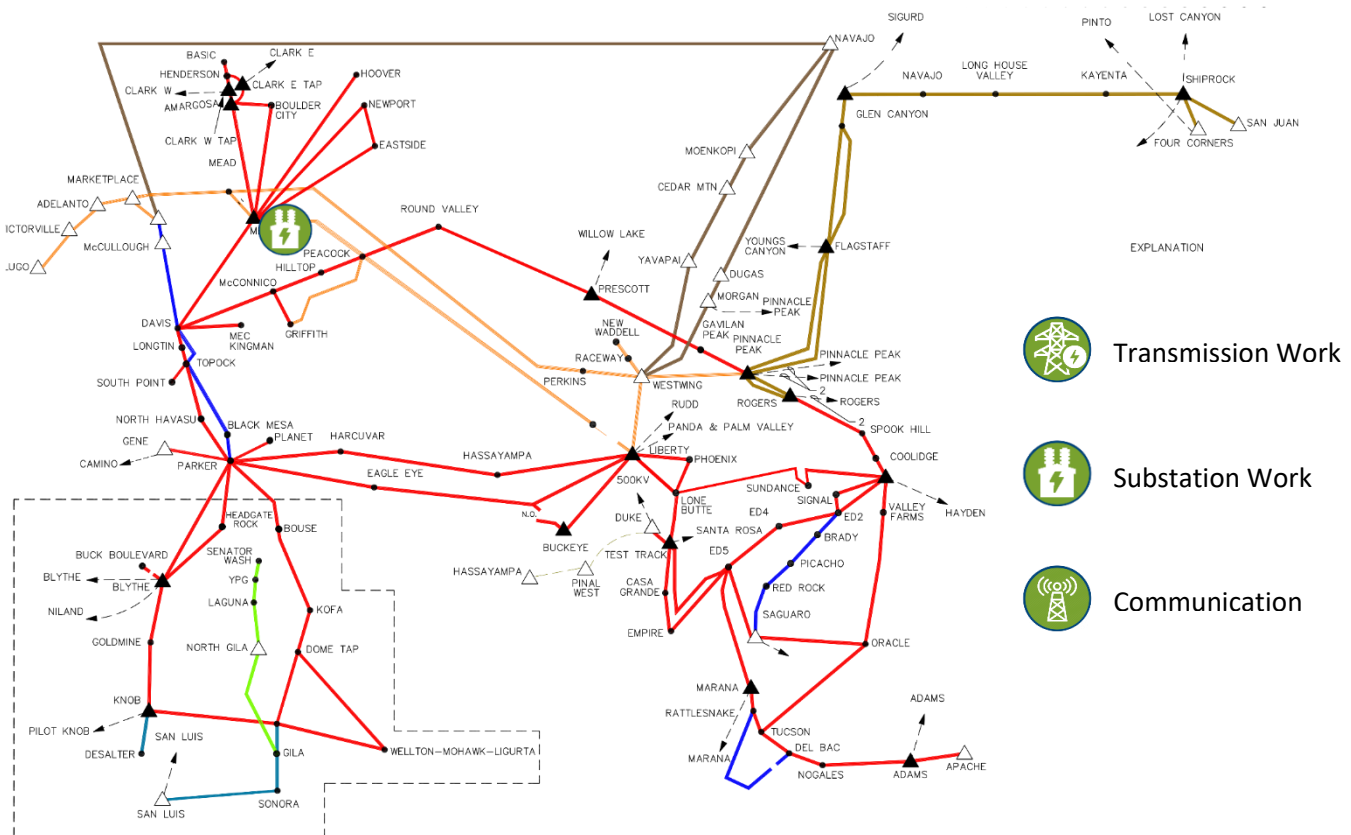 SIGURD
PINTO
LOST CANYON
NAVAJO
BASIC
CLARK E
HENDERSON
CLARK E TAP
HOOVER
CLARK W
AMARGOSA
BOULDER
CITY
NEWPORT
CLARK W TAP
EASTSIDE
MEAD
NAVAJO
LONG HOUSE
VALLEY
KAYENTA
SHIPROCK
GLEN CANYON
SAN JUAN
FOUR CORNERS
MOENKOPI
CEDAR MTN
MARKETPLACE
ADELANTO
ICTORVILLE
McCULLOUGH
LUGO
M
ROUND VALLEY
PEACOCK
HILLTOP
McCONNICO
WILLOW LAKE
PRESCOTT
YAVAPAI
DUGAS
MORGAN
PINNACLE
PEAK
YOUNGS
CANYON
FLAGSTAFF
EXPLANATION
DAVIS
LONGTIN
MEC
KINGMAN
GRIFFITH
TOPOCK
SOUTH POINT
NEW
WADDELL
RACEWAY
PERKINS
WESTWING
GAVILAN
PEAK
PINNACLE
PEAK
PINNACLE PEAK
PINNACLE PEAK
ROGERS
ROGERS
2
2
Transmission Work
NORTH HAVASU
BLACK MESA
PLANET
GENE
CAMINO
PARKER
HARCUVAR
EAGLE EYE
HASSAYAMPA
RUDD
PANDA & PALM VALLEY
LIBERTY
PHOENIX
SPOOK HILL
COOLIDGE
500KV
LONE
BUTTE
SUNDANCE
SIGNAL
VALLEY
FARMS
HAYDEN
Substation Work
HEADGATE
ROCK
BOUSE
N.O.
BUCKEYE
DUKE
SANTA ROSA
ED4
ED2
BRADY
TEST TRACK
ED5
PICACHO
HASSAYAMPA
PINAL
WEST
CASA
GRANDE
RED ROCK
EMPIRE
SAGUARO
ORACLE
Communication
BUCK BOULEVARD
SENATOR
WASH
BLYTHE
BLYTHE
YPG
NILAND
LAGUNA
KOFA
GOLDMINE
NORTH GILA
DOME TAP
KNOB
PILOT KNOB
SAN LUIS
DESALTER
GILA
WELLTON-MOHAWK-LIGURTA
SAN LUIS
SONORA
MARANA
RATTLESNAKE
TUCSON
MARANA
DEL BAC
NOGALES
ADAMS
ADAMS
APACHE